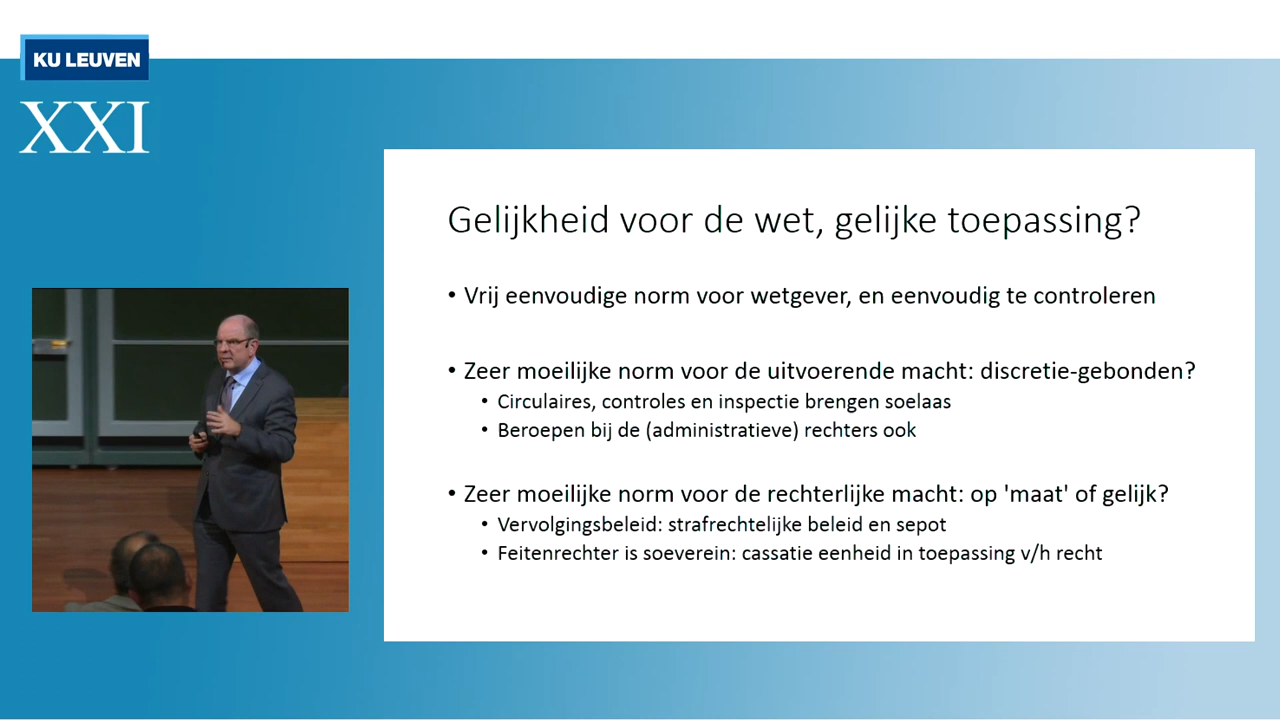 KU LEUVEN
XXI
Gelijkheid voor de wet, gelijke toepassing?
• Vrij eenvoudige norm voor wetgever, en eenvoudig te controleren
• Zeer moeilijke norm voor de uitvoerende macht: discretie-gebonden?
• Circulaires, controles en inspectie brengen soelaas
• Beroepen bij de (administratieve) rechters ook
• Zeer moeilijke norm voor de rechterlijke macht: op 'maat' of gelijk?
• Vervolgingsbeleid: strafrechtelijke beleid en sepot
• Feitenrechter is soeverein: cassatie eenheid in toepassing v/h recht